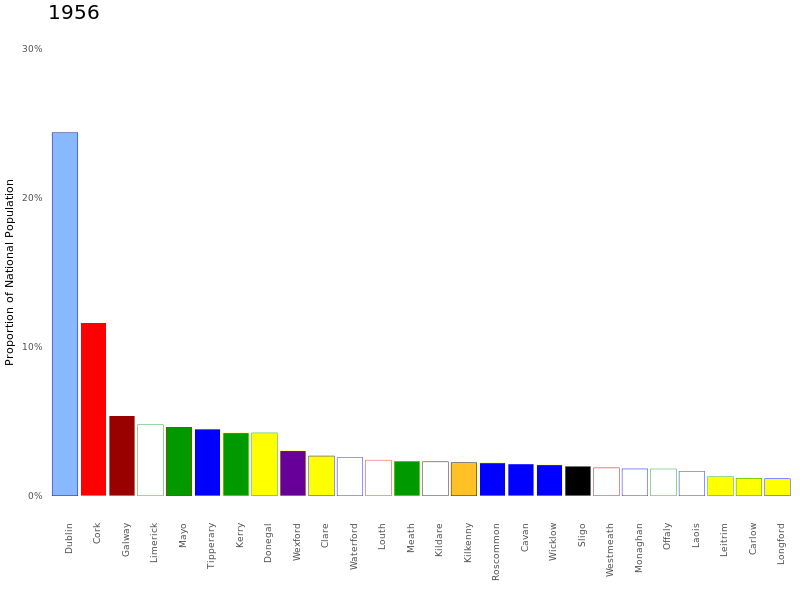 1956
Proportion of National Population
30%
20%
10%
0%
Dublin
Cork
Galway
Limerick
Mayo
Tipperary
Kerry
Donegal
Wexford
Clare
Waterford
Louth
Meath
Kildare
Kilkenny
Roscommon
Cavan
Wicklow
Sligo
Westmeath
Monaghan
Offaly
Laois
Leitrim
Carlow
Longford